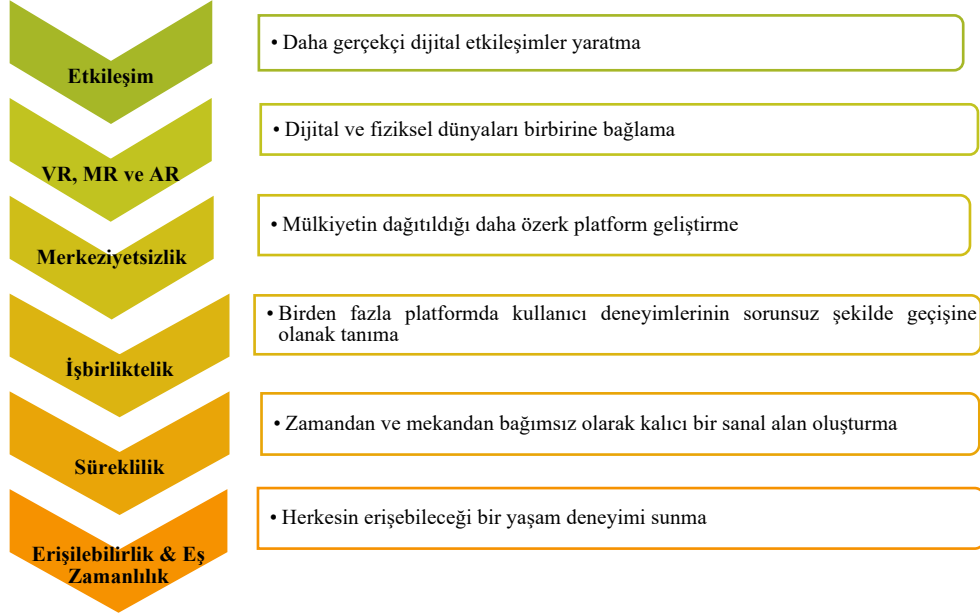 • Daha gerçekçi dijital etkileşimler yaratma
Etkileşim
• Dijital ve fiziksel dünyaları birbirine bağlama
VR, MR ve AR
• Mülkiyetin dağıtıldığı daha özerk platform geliştirme
Merkeziyetsizlik
• Birden fazla platformda kullanıcı deneyimlerinin sorunsuz şekilde geçişine
olanak tanıma
İşbirliktelik
• Zamandan ve mekandan bağımsız olarak kalıcı bir sanal alan oluşturma
Süreklilik
• Herkesin erişebileceği bir yaşam deneyimi sunma
Erişilebilirlik & Eş
Zamanlılık